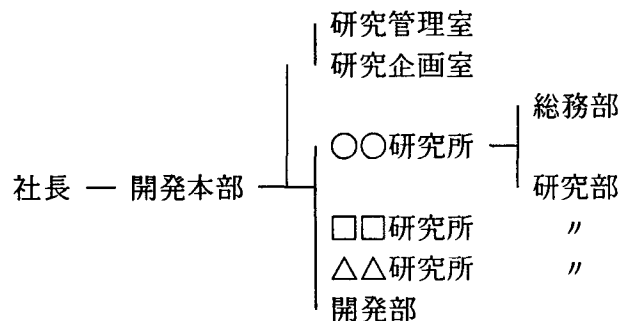 研究管理室
研究企画室
総務部
○○研究所
社長 ― 開発本部
研究部
□□研究所 〃
△△研究所 〃
開発部